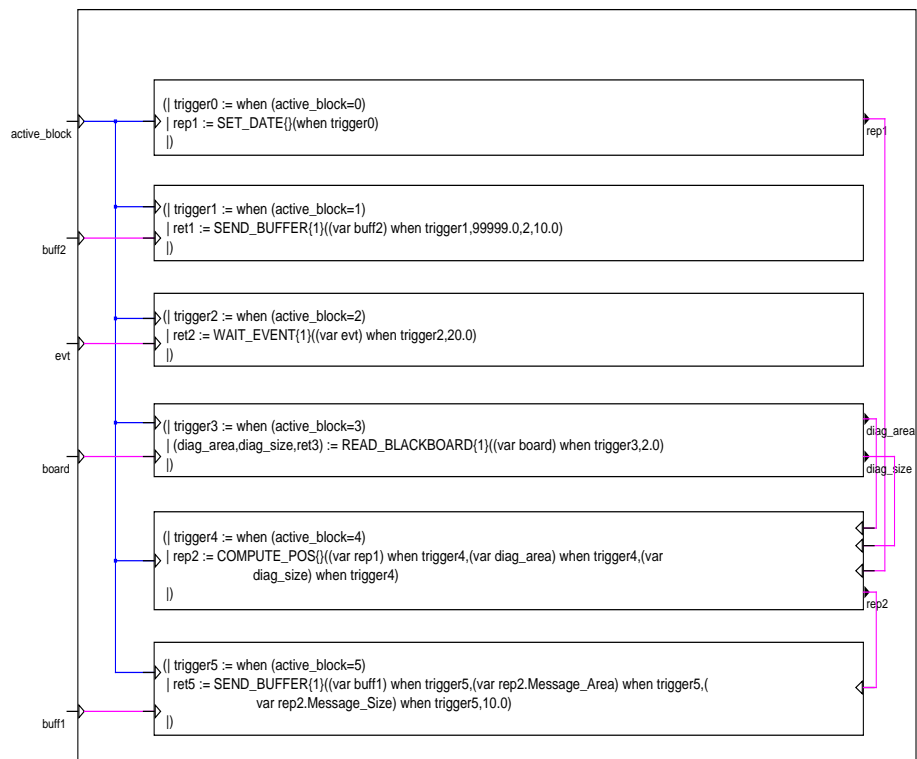 (| trigger0 := when (active_block=0)
| rep1 := SET_DATE{}(when trigger0)
|)
active_block
rep1
(| trigger1 := when (active_block=1)
| ret1 := SEND_BUFFER{1}((var buff2) when trigger1,99999.0,2,10.0)
|)
buff2
(| trigger2 := when (active_block=2)
| ret2 := WAIT_EVENT{1}((var evt) when trigger2,20.0)
|)
evt
(| trigger3 := when (active_block=3)
| (diag_area,diag_size,ret3) := READ_BLACKBOARD{1}((var board) when trigger3,2.0)
|)
diag_area
board
diag_size
(| trigger4 := when (active_block=4)
| rep2 := COMPUTE_POS{}((var rep1) when trigger4,(var diag_area) when trigger4,(var
diag_size) when trigger4)
|)
rep2
(| trigger5 := when (active_block=5)
| ret5 := SEND_BUFFER{1}((var buff1) when trigger5,(var rep2.Message_Area) when trigger5,(
var rep2.Message_Size) when trigger5,10.0)
|)
buff1